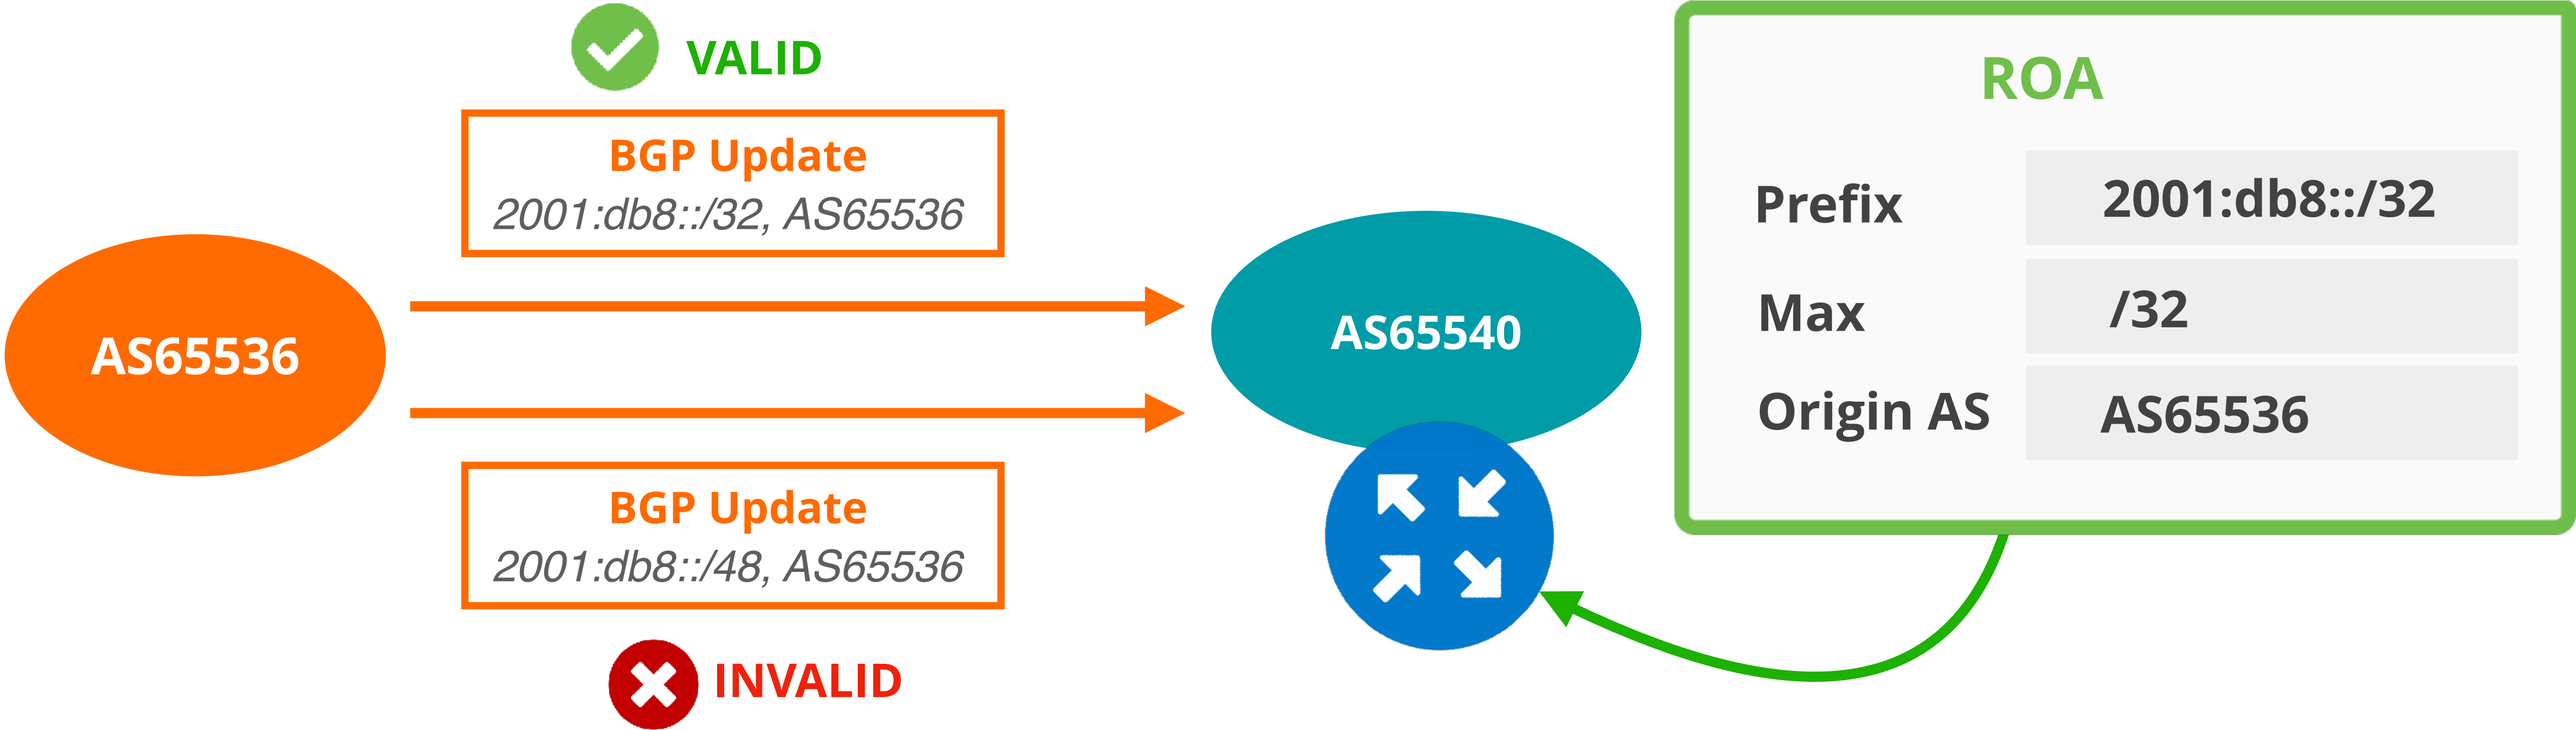 VALID
BGP Update
2001:db8::/32, AS65536
AS65536
BGP Update
2001:db8::/48, AS65536
INVALID
AS65540
ROA
Prefix 2001:db8::/32
Max /32
Origin AS AS65536